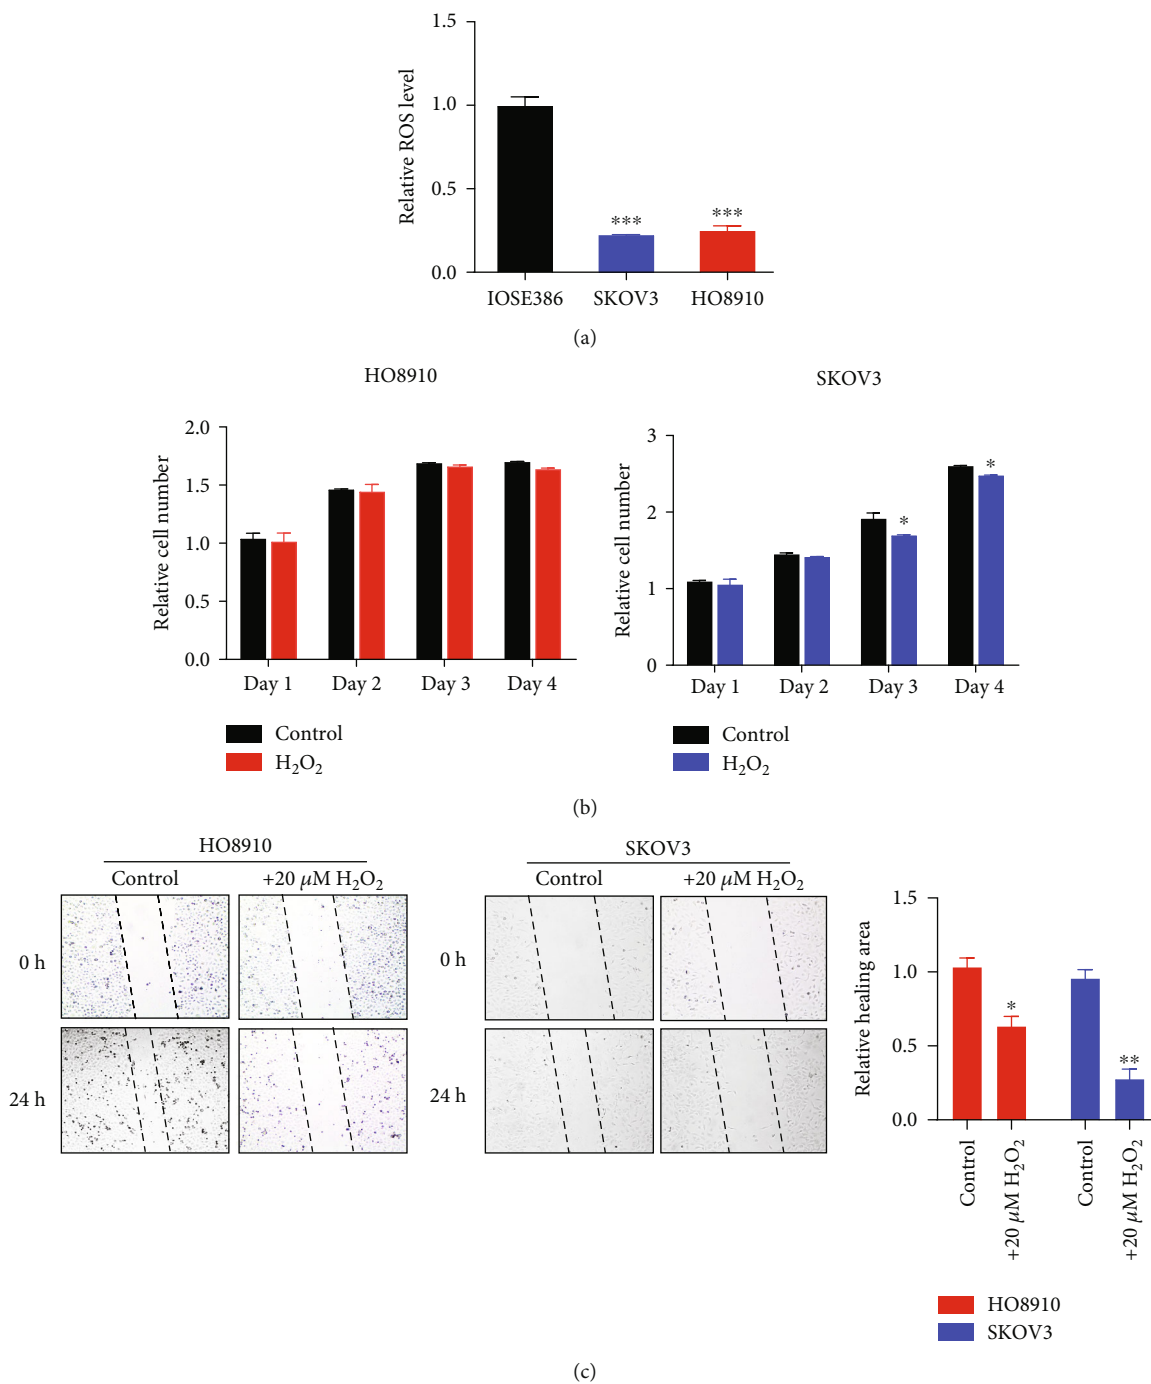 1.5
1.0
0.5
0.0
Relative ROS level
***
***
IOSE386 SKOV3 HO8910
(a)
HO8910
2.0
1.5
1.0
0.5
0.0
Relative cell number
Day 1 Day 2 Day 3 Day 4
Control
H₂O₂
SKOV3
3
2
1
0
Relative cell number
*
*
Day 1 Day 2 Day 3 Day 4
Control
H₂O₂
(b)
HO8910
Control +20 μM H₂O₂
0 h
24 h
SKOV3
Control +20 μM H₂O₂
0 h
24 h
1.5
1.0
0.5
0.0
Relative healing area
*
**
Control
+20 μM H₂O₂
Control
+20 μM H₂O₂
HO8910
SKOV3
(c)